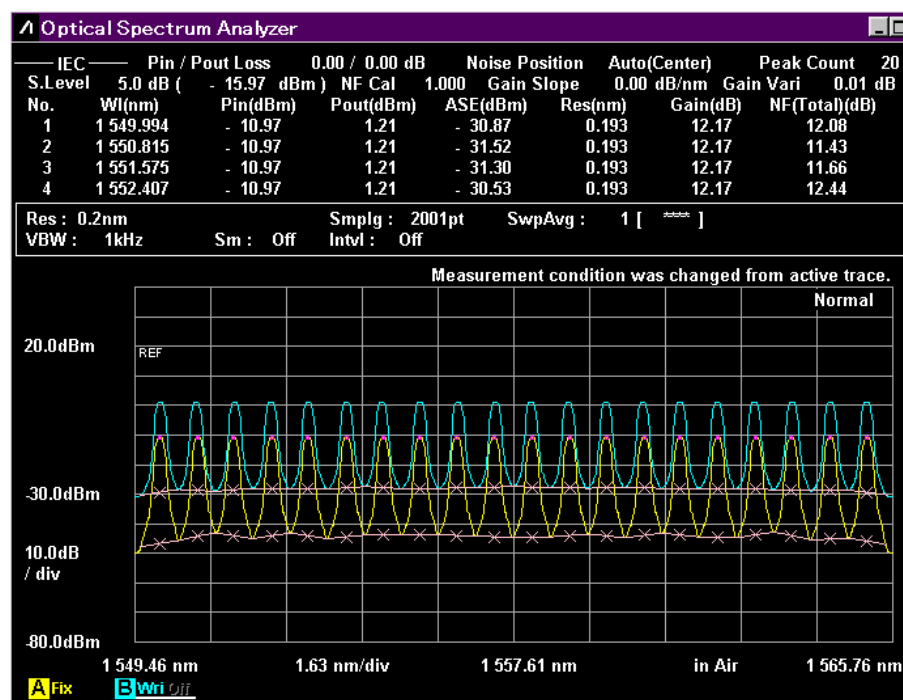 Optical Spectrum Analyzer
IEC Pin / Pout Loss 0.00 / 0.00 dB Noise Position Auto(Center) Peak Count 20
S.Level 5.0 dB ( - 15.97 dBm ) NF Cal 1.000 Gain Slope 0.00 dB/nm Gain Vari 0.01 dB
No. Wl(nm) Pin(dBm) Pout(dBm) ASE(dBm) Res(nm) Gain(dB) NF(Total)(dB)
1 1 549.994 - 10.97 1.21 - 30.87 0.193 12.17 12.08
2 1 550.815 - 10.97 1.21 - 31.52 0.193 12.17 11.43
3 1 551.575 - 10.97 1.21 - 31.30 0.193 12.17 11.66
4 1 552.407 - 10.97 1.21 - 30.53 0.193 12.17 12.44
Res : 0.2nm Smplg : 2001pt SwpAvg : 1 [ **** ]
VBW : 1kHz Sm : Off Intvl : Off
Measurement condition was changed from active trace.
Normal
20.0dBm
REF
-30.0dBm
10.0dB
/ div
-80.0dBm
1 549.46 nm 1.63 nm/div 1 557.61 nm in Air 1 565.76 nm
A Fix B Wri Off